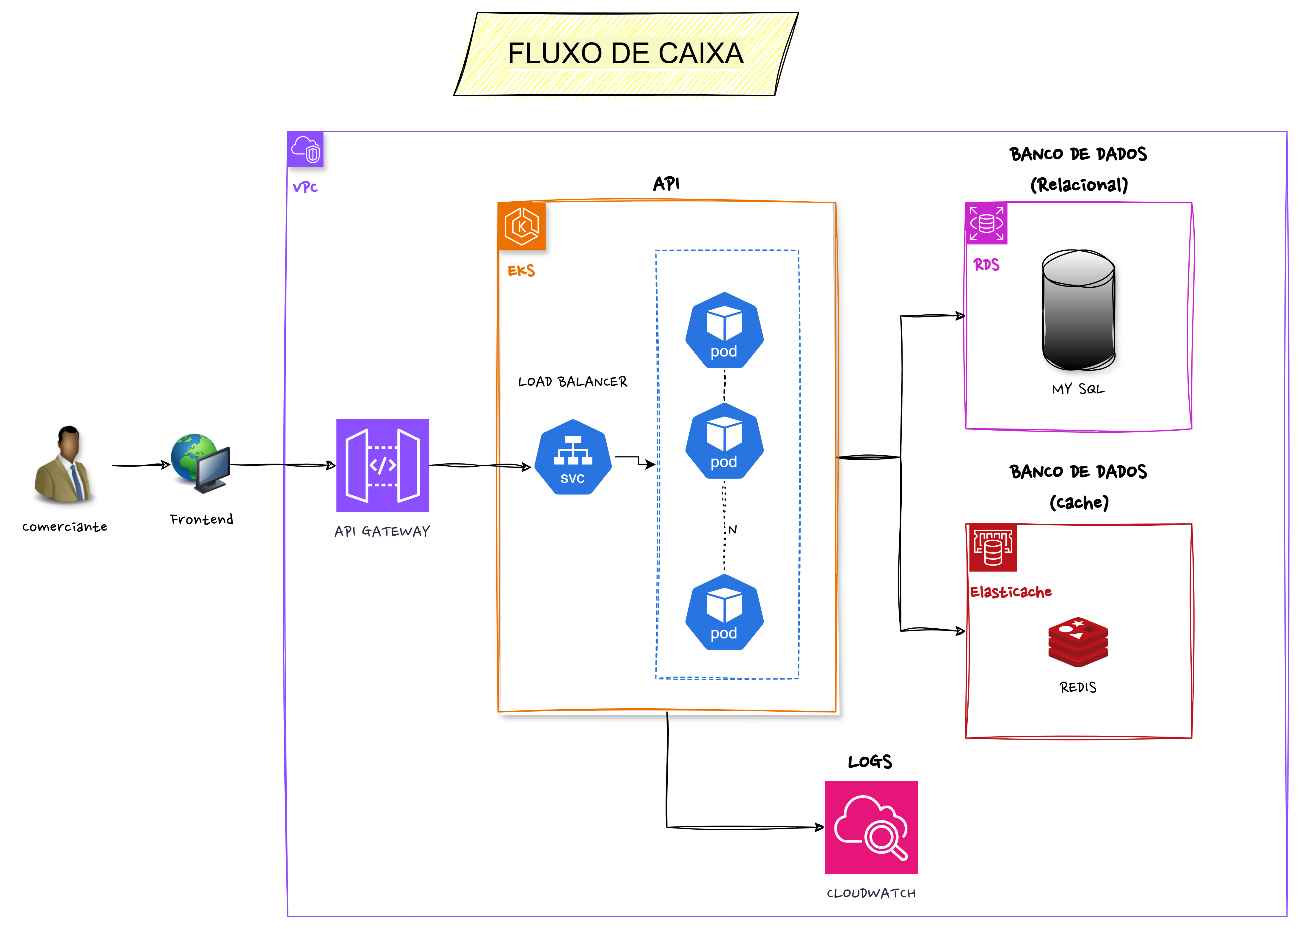 FLUXO DE CAIXA
VPC
API
BANCO DE DADOS
(Relacional)
EKS
RDS
pod
LOAD BALANCER
MY SQL
pod
svc
BANCO DE DADOS
(Cache)
comerciante
Frontend
API GATEWAY
N
Elasticache
pod
REDIS
LOGS
CLOUDWATCH